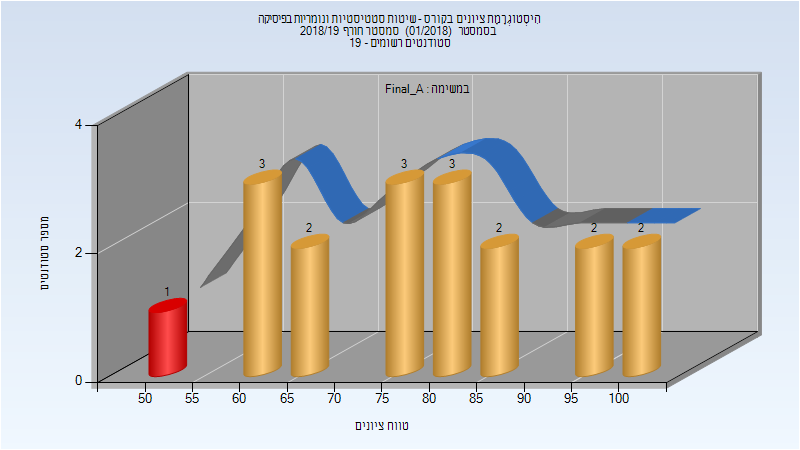 הִיסְטוּגְרָמַת ציונים בקורס - שיטות סטטיסטיות ונומריות בפיסיקה
בסמסטר (01/2018) סמסטר חורף 2018/19
סטודנטים רשומים - 19
במשימה : Final_A
מספר סטודנטים
4
2
0
1
3
2
3
3
2
2
2
50 55 60 65 70 75 80 85 90 95 100
טווח ציונים